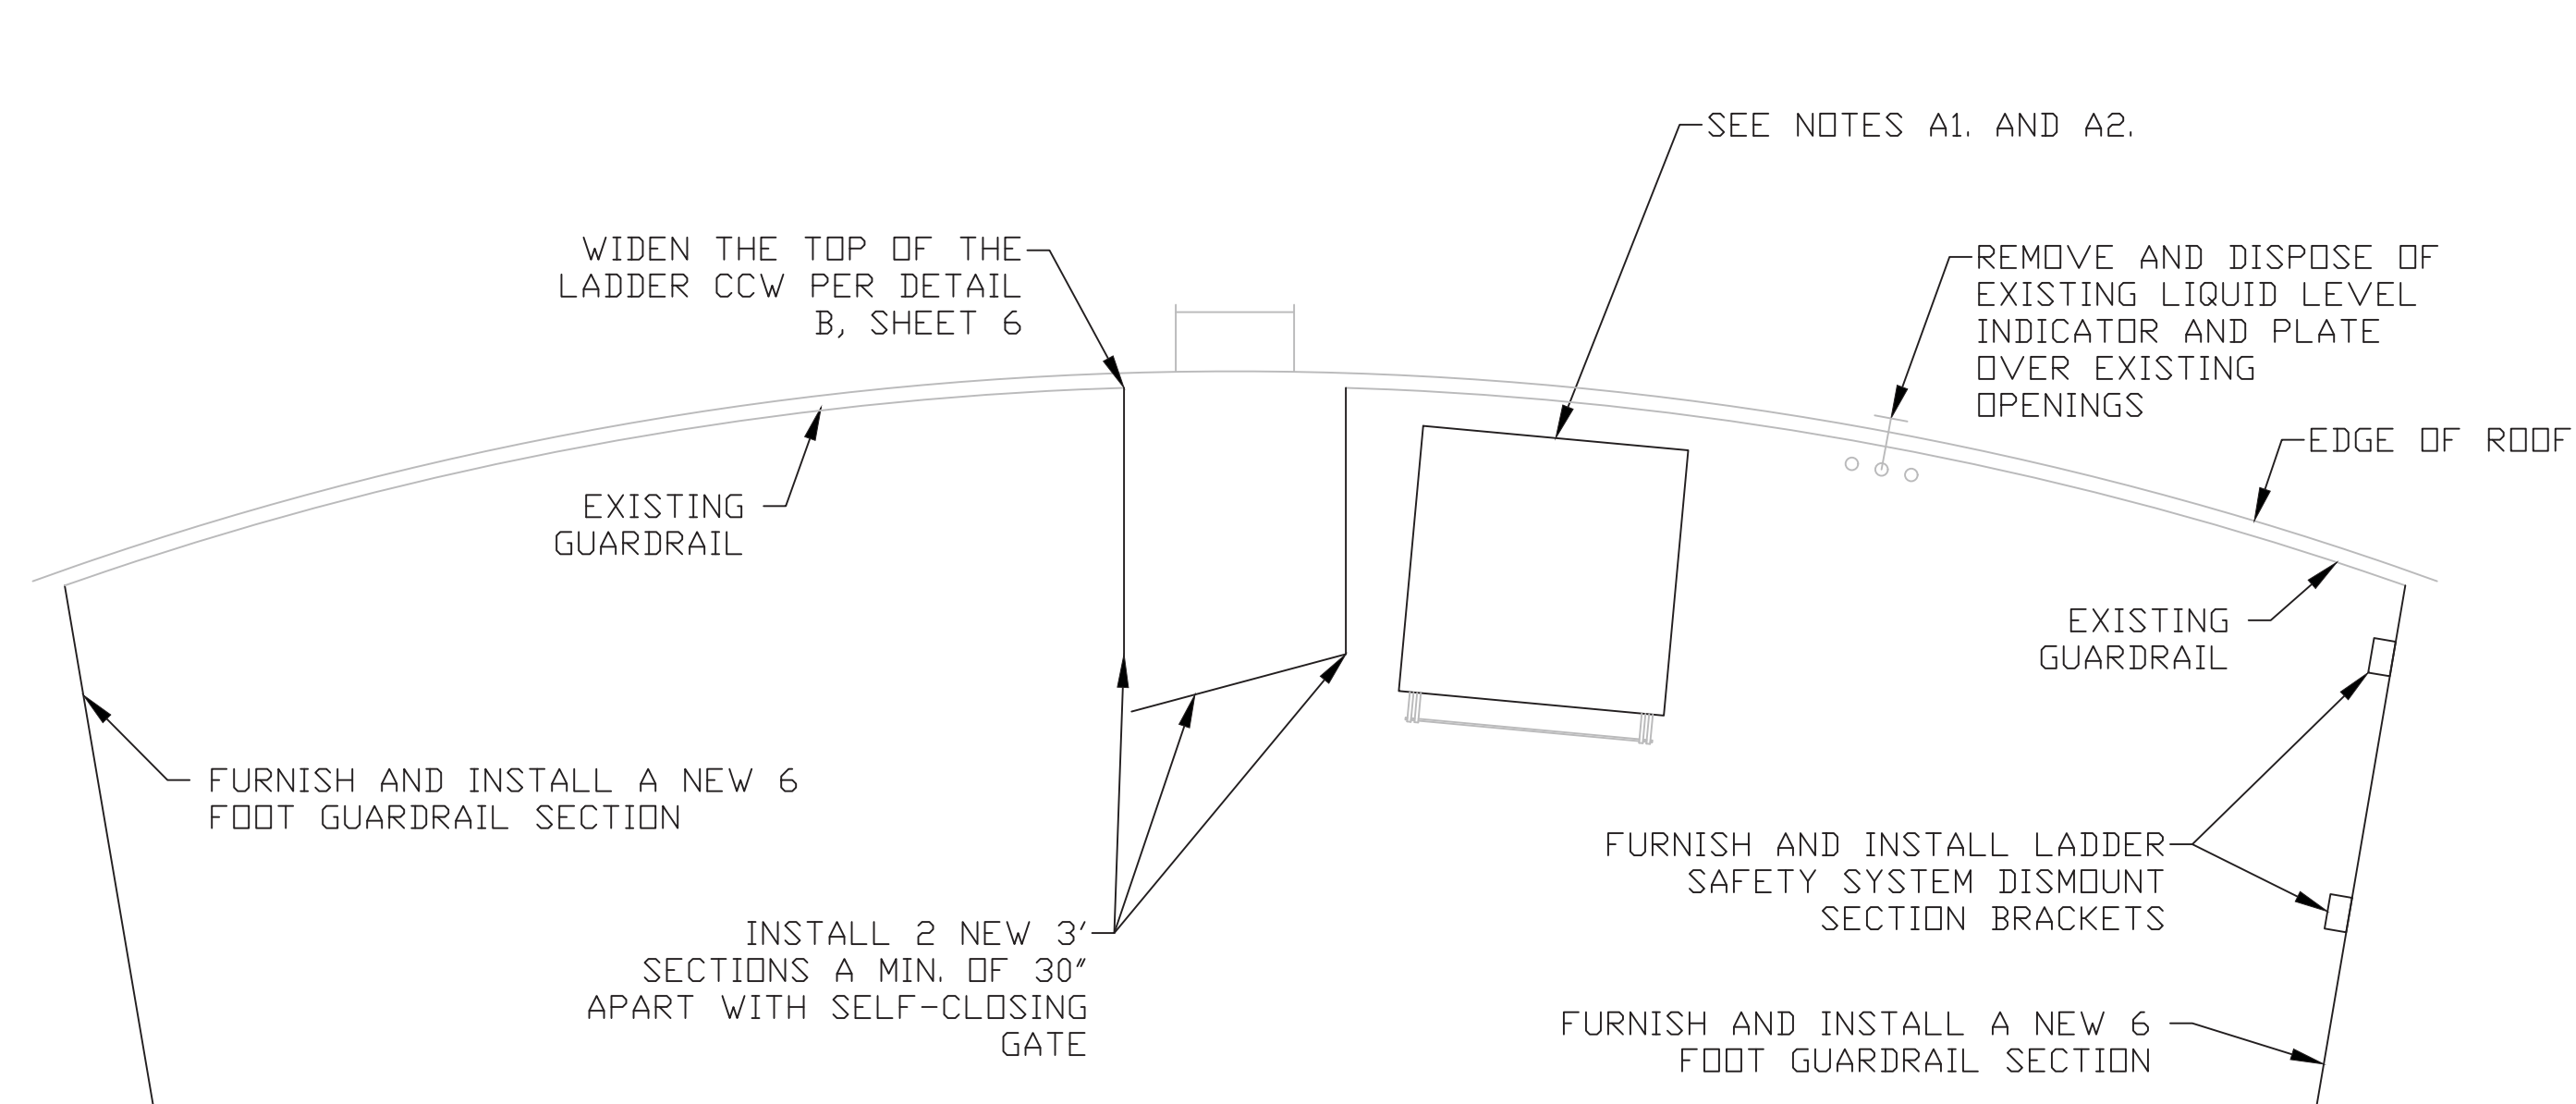 SEE NOTES A1. AND A2.
WIDEN THE TOP OF THE
LADDER CCW PER DETAIL
B, SHEET 6
REMOVE AND DISPOSE OF
EXISTING LIQUID LEVEL
INDICATOR AND PLATE
OVER EXISTING
OPENINGS
EDGE OF ROOF
EXISTING
GUARDRAIL
EXISTING
GUARDRAIL
FURNISH AND INSTALL A NEW 6
FOOT GUARDRAIL SECTION
FURNISH AND INSTALL LADDER
SAFETY SYSTEM DISMOUNT
SECTION BRACKETS
INSTALL 2 NEW 3'
SECTIONS A MIN. OF 30"
APART WITH SELF-CLOSING
GATE
FURNISH AND INSTALL A NEW 6
FOOT GUARDRAIL SECTION